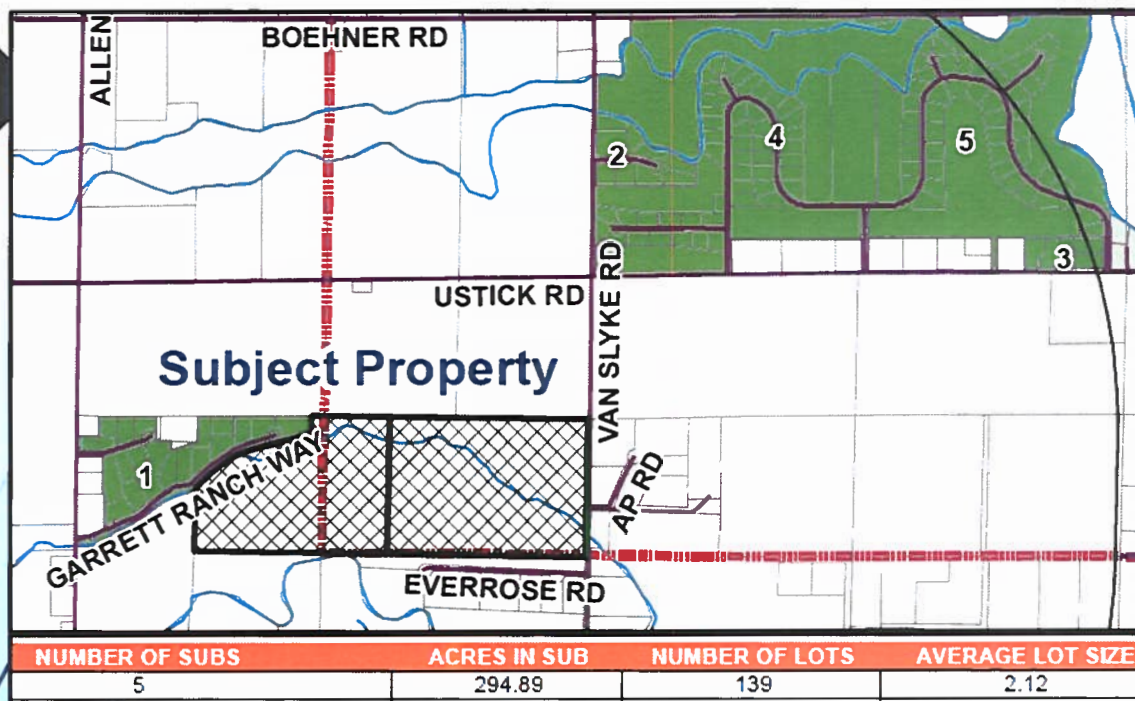 ALLEN
BOEHNER RD
2
4
5
3
USTICK RD
VAN SLYKE RD
Subject Property
1
GARRETT RANCH WAY
AP RD
EVERROSE RD
NUMBER OF SUBS ACRES IN SUB NUMBER OF LOTS AVERAGE LOT SIZE
5 294.89 139 2.12